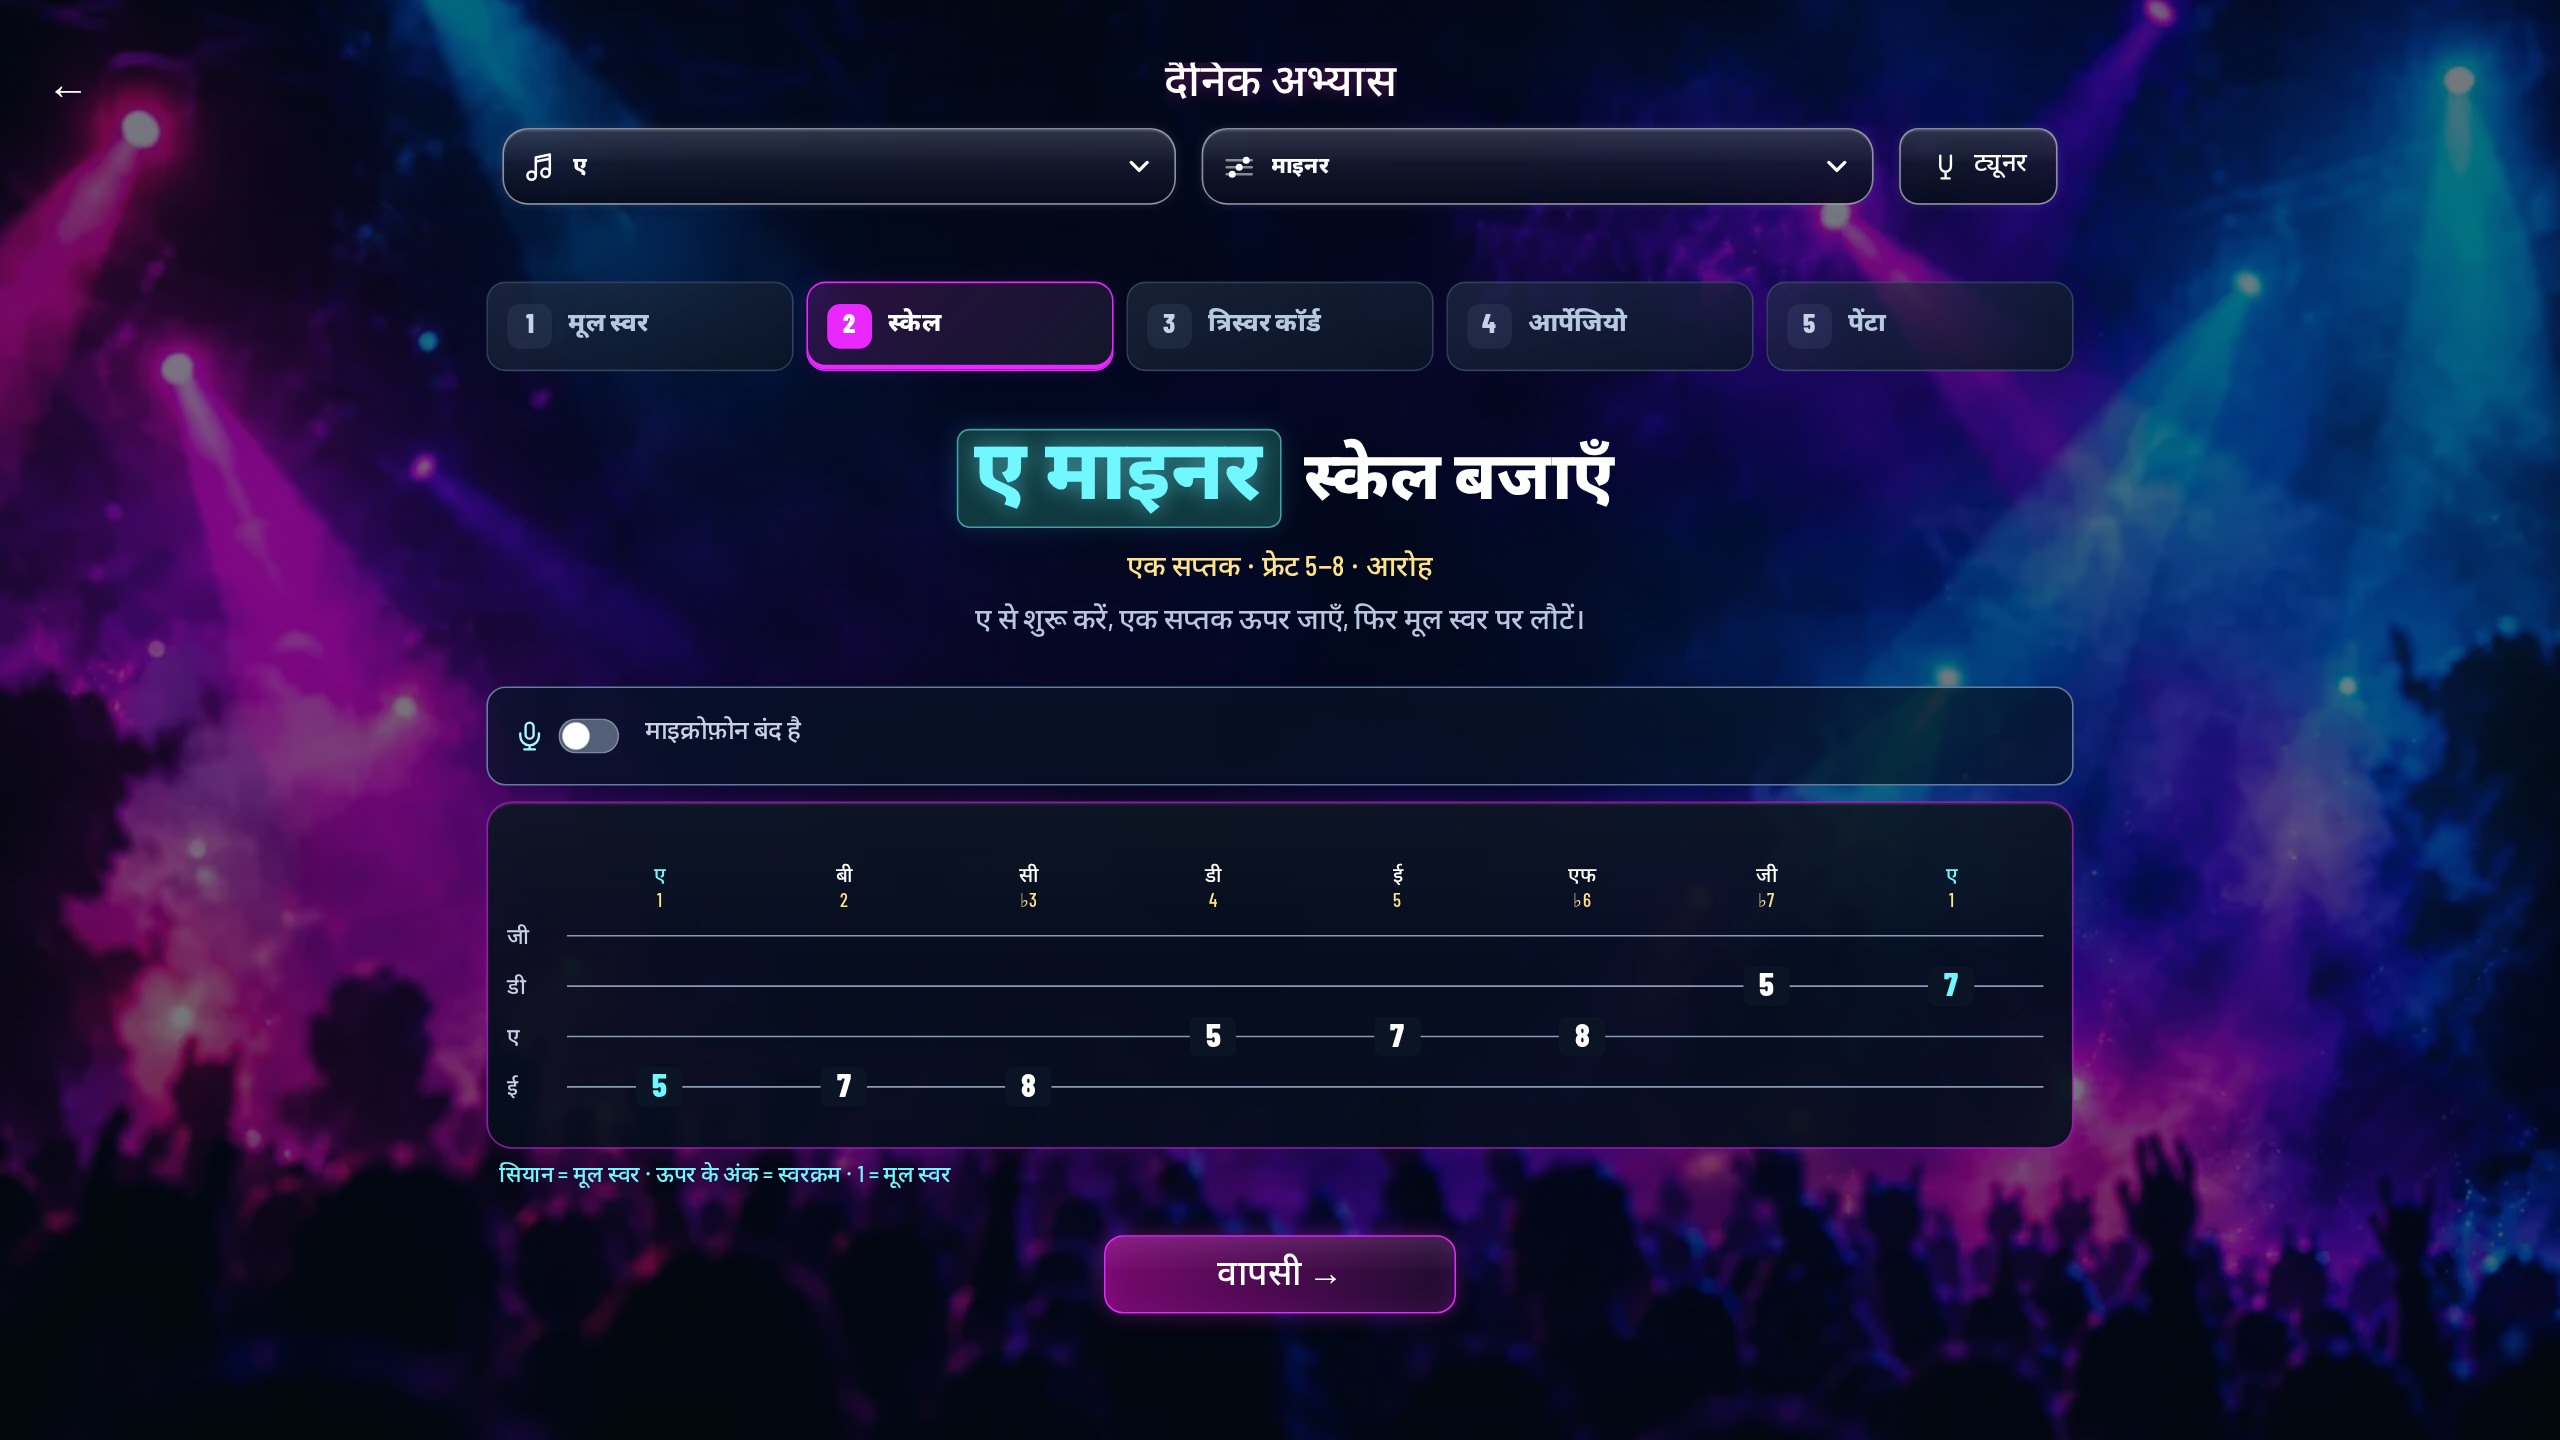 ←
दैनिक अभ्यास
ए माइनर ट्यूनर
1 मूल स्वर 2 स्केल 3 त्रिस्वर कॉर्ड 4 आर्पेजियो 5 पेंटा
ए माइनर स्केल बजाएँ
एक सप्तक · फ्रेट 5–8 · आरोह
ए से शुरू करें, एक सप्तक ऊपर जाएँ, फिर मूल स्वर पर लौटें।
माइक्रोफ़ोन बंद है
ए बी सी डी ई एफ जी ए
1 2 ♭3 4 5 ♭6 ♭7 1
जी
डी 5 7
ए 5 7 8
ई 5 7 8
सियान = मूल स्वर · ऊपर के अंक = स्वरक्रम · 1 = मूल स्वर
वापसी →